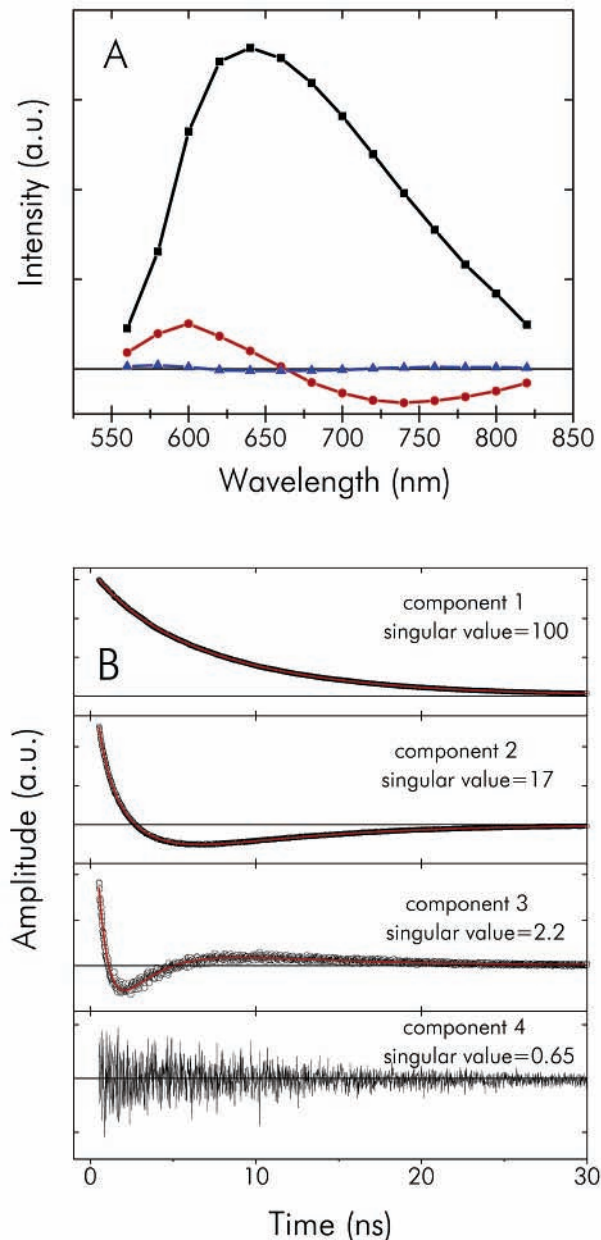 A
Intensity (a.u.)
550 600 650 700 750 800 850
Wavelength (nm)
B
component 1
singular value=100
component 2
singular value=17
component 3
singular value=2.2
component 4
singular value=0.65
Amplitude (a.u.)
0 10 20 30
Time (ns)